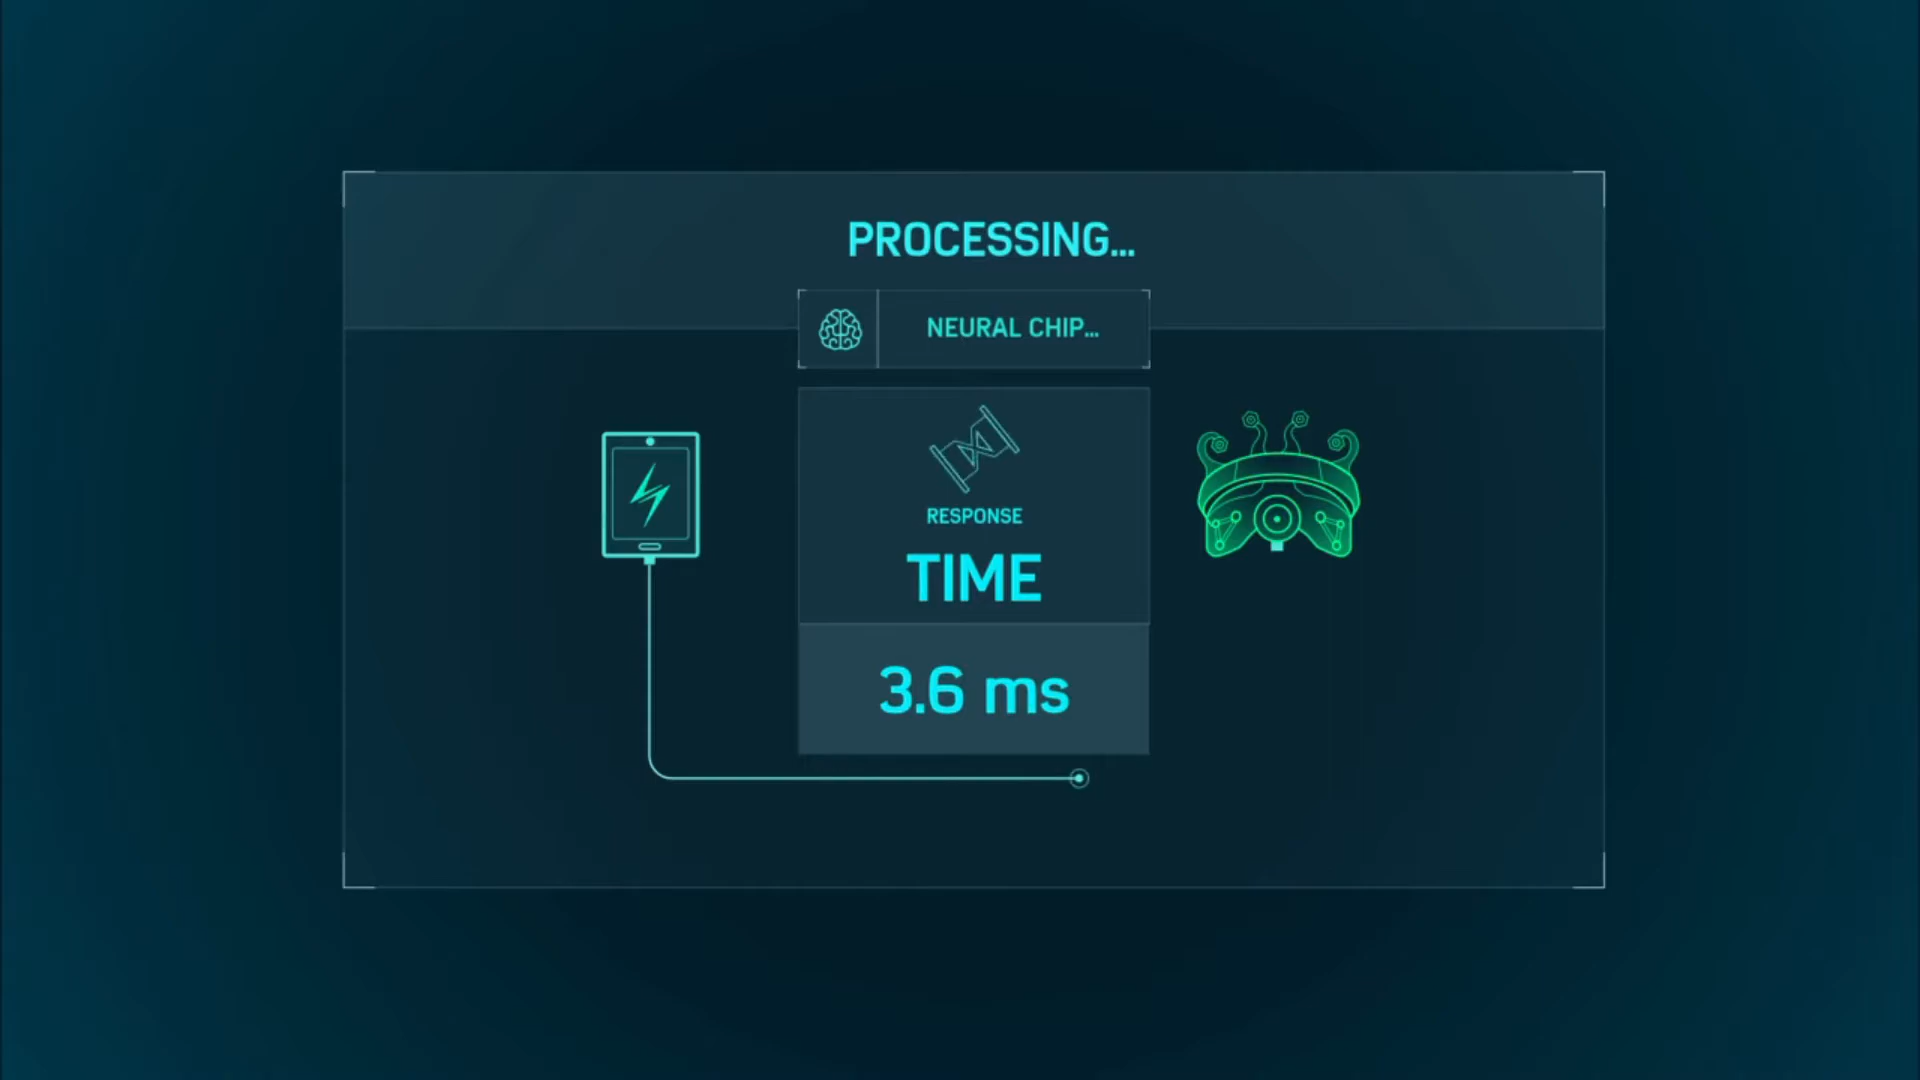 PROCESSING...
NEURAL CHIP...
RESPONSE
TIME
3.6 ms